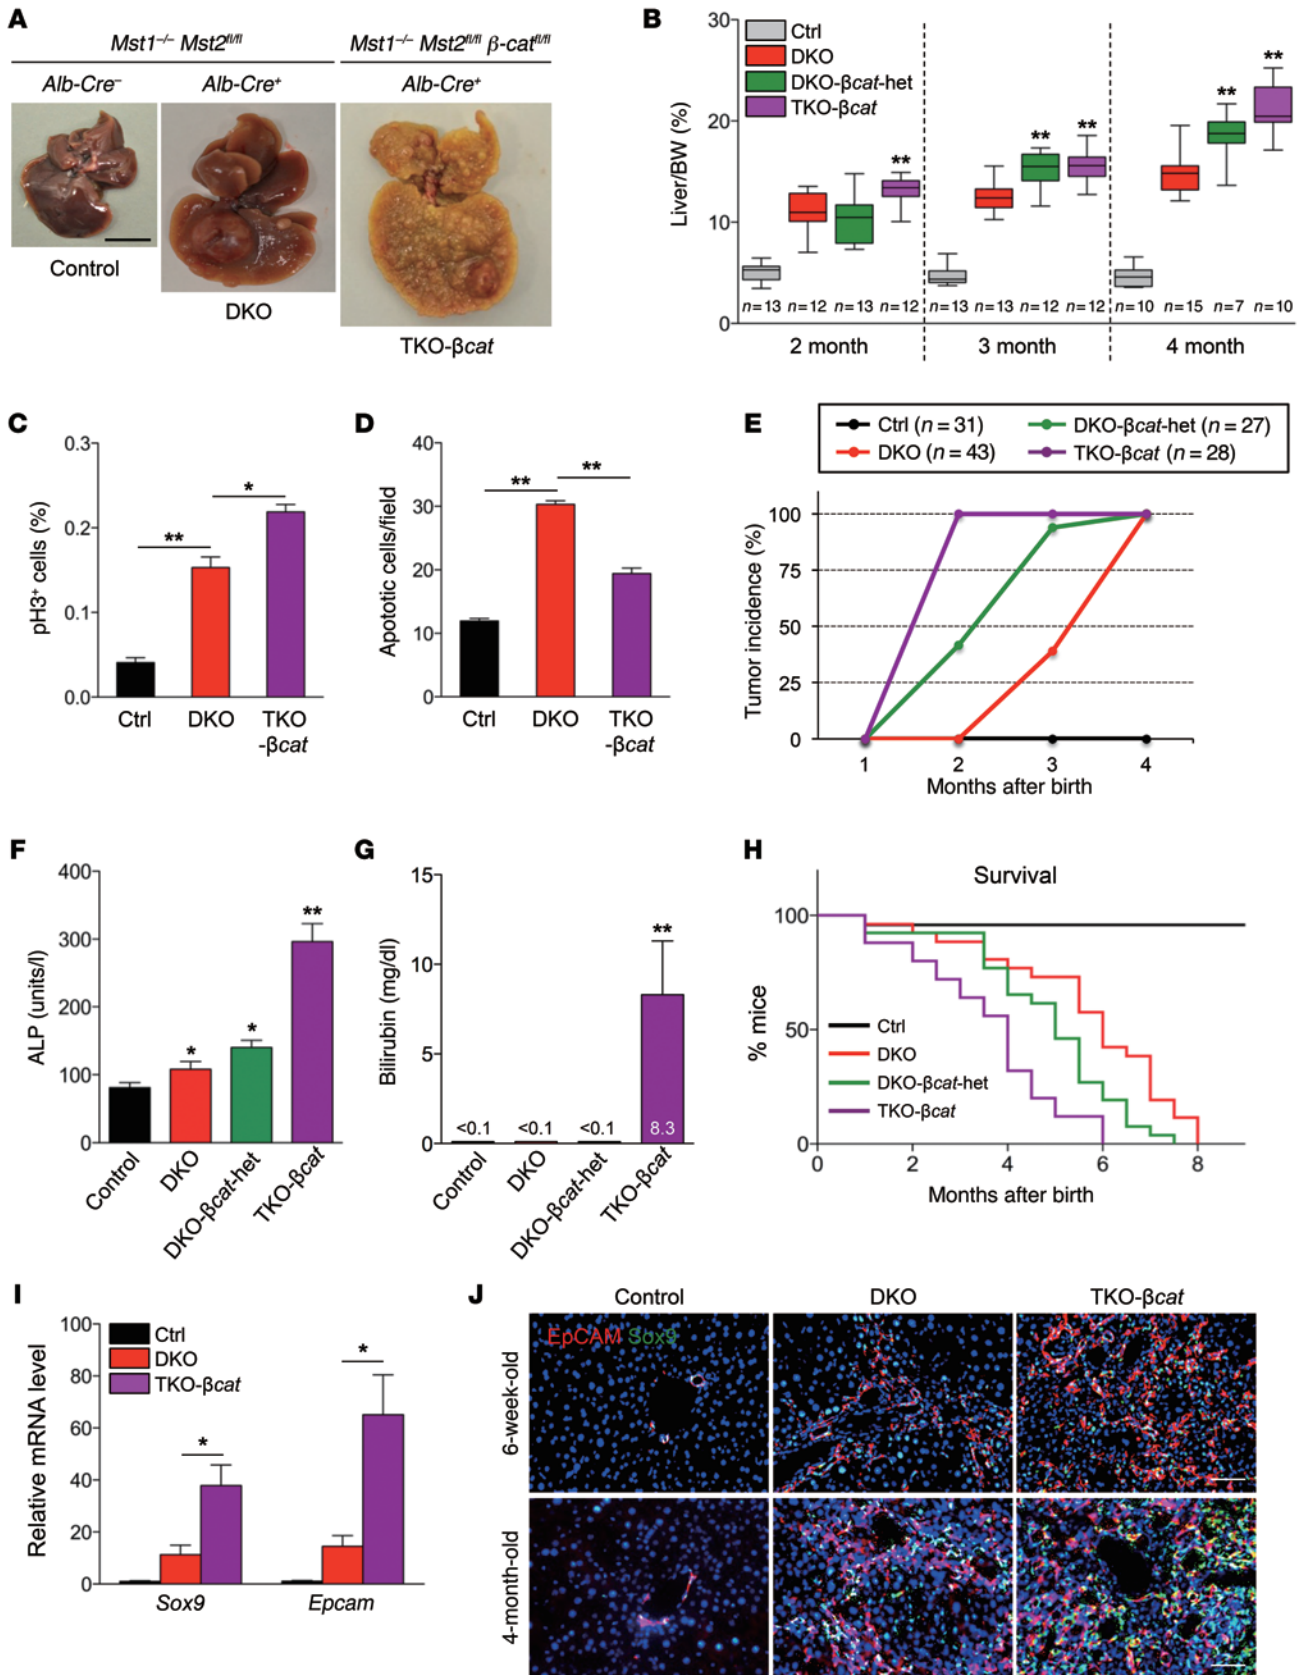 A
Mst1–/– Mst2fl/fl
Mst1–/– Mst2fl/fl β-catfl/fl
Alb-Cre–
Alb-Cre+
Alb-Cre+
Control
DKO
TKO-βcat
B
Liver/BW (%)
30
20
10
0
Ctrl
DKO
DKO-βcat-het
TKO-βcat
**
**
**
**
**
n=13 n=12 n=13 n=12 n=13 n=13 n=12 n=12 n=10 n=15 n=7 n=10
2 month 3 month 4 month
C
pH3+ cells (%)
0.3
0.2
0.1
0.0
**
*
Ctrl DKO TKO
-βcat
D
Apototic cells/field
40
30
20
10
0
**
**
Ctrl DKO TKO
-βcat
E
Ctrl (n = 31) DKO-βcat-het (n = 27)
DKO (n = 43) TKO-βcat (n = 28)
Tumor incidence (%)
100
75
50
25
0
1 2 3 4
Months after birth
F
ALP (units/l)
400
300
200
100
0
*
*
**
Control
DKO
DKO-βcat-het
TKO-βcat
G
Bilirubin (mg/dl)
15
10
5
0
<0.1 <0.1 <0.1 8.3
**
Control
DKO
DKO-βcat-het
TKO-βcat
H
Survival
% mice
100
50
0
Ctrl
DKO
DKO-βcat-het
TKO-βcat
0 2 4 6 8
Months after birth
I
Relative mRNA level
100
80
60
40
20
0
Ctrl
DKO
TKO-βcat
*
*
Sox9 Epcam
J
Control DKO TKO-βcat
EpCAM Sox9
6-week-old
4-month-old